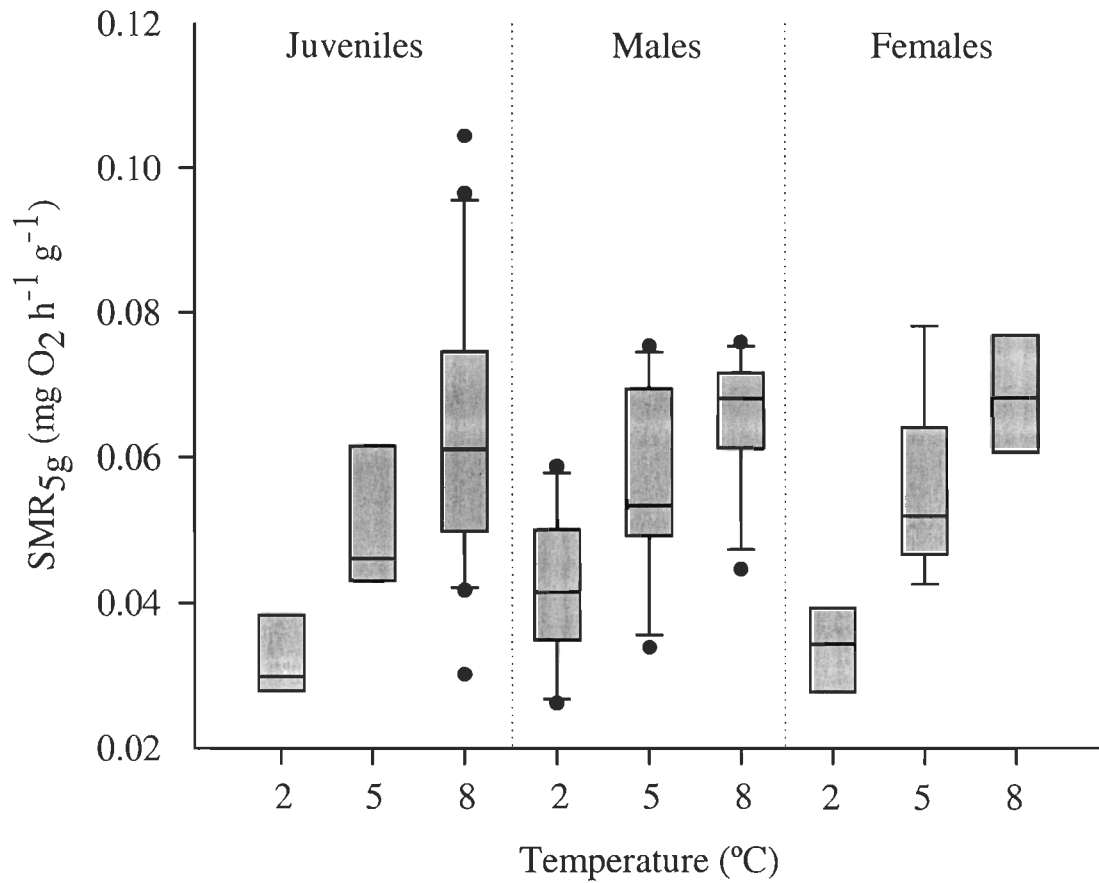 Juveniles Males Females
0.12
0.10
0.08
0.06
0.04
0.02
SMR5g (mg O2 h-1 g-1)
2 5 8 2 5 8 2 5 8
Temperature (ºC)